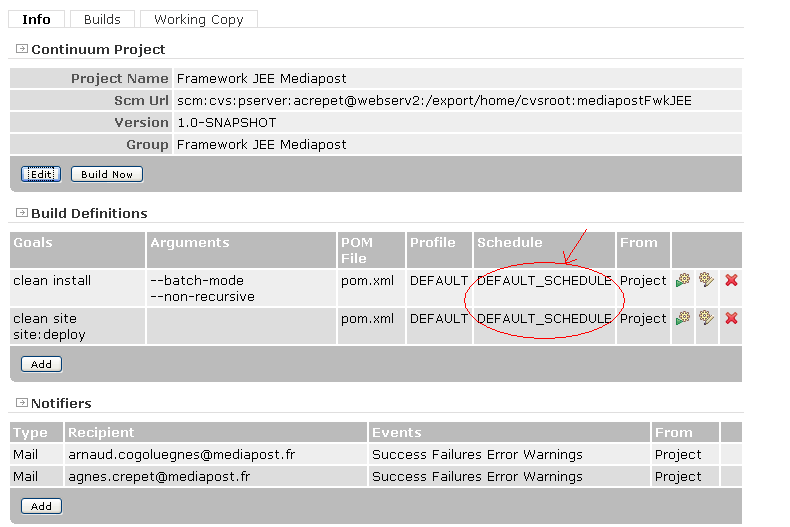 Info Builds Working Copy
Continuum Project
Project Name Framework JEE Mediapost
Scm Url scm:cvs:pserver:acrepet@webserv2:/export/home/cvsroot:mediapostFwkJEE
Version 1.0-SNAPSHOT
Group Framework JEE Mediapost
Edit Build Now
Build Definitions
Goals Arguments POM File Profile Schedule From
clean install --batch-mode --non-recursive pom.xml DEFAULT DEFAULT_SCHEDULE Project
clean site site:deploy pom.xml DEFAULT DEFAULT_SCHEDULE Project
Add
Notifiers
Type Recipient Events From
Mail arnaud.cogoluegnes@mediapost.fr Success Failures Error Warnings Project
Mail agnes.crepet@mediapost.fr Success Failures Error Warnings Project
Add